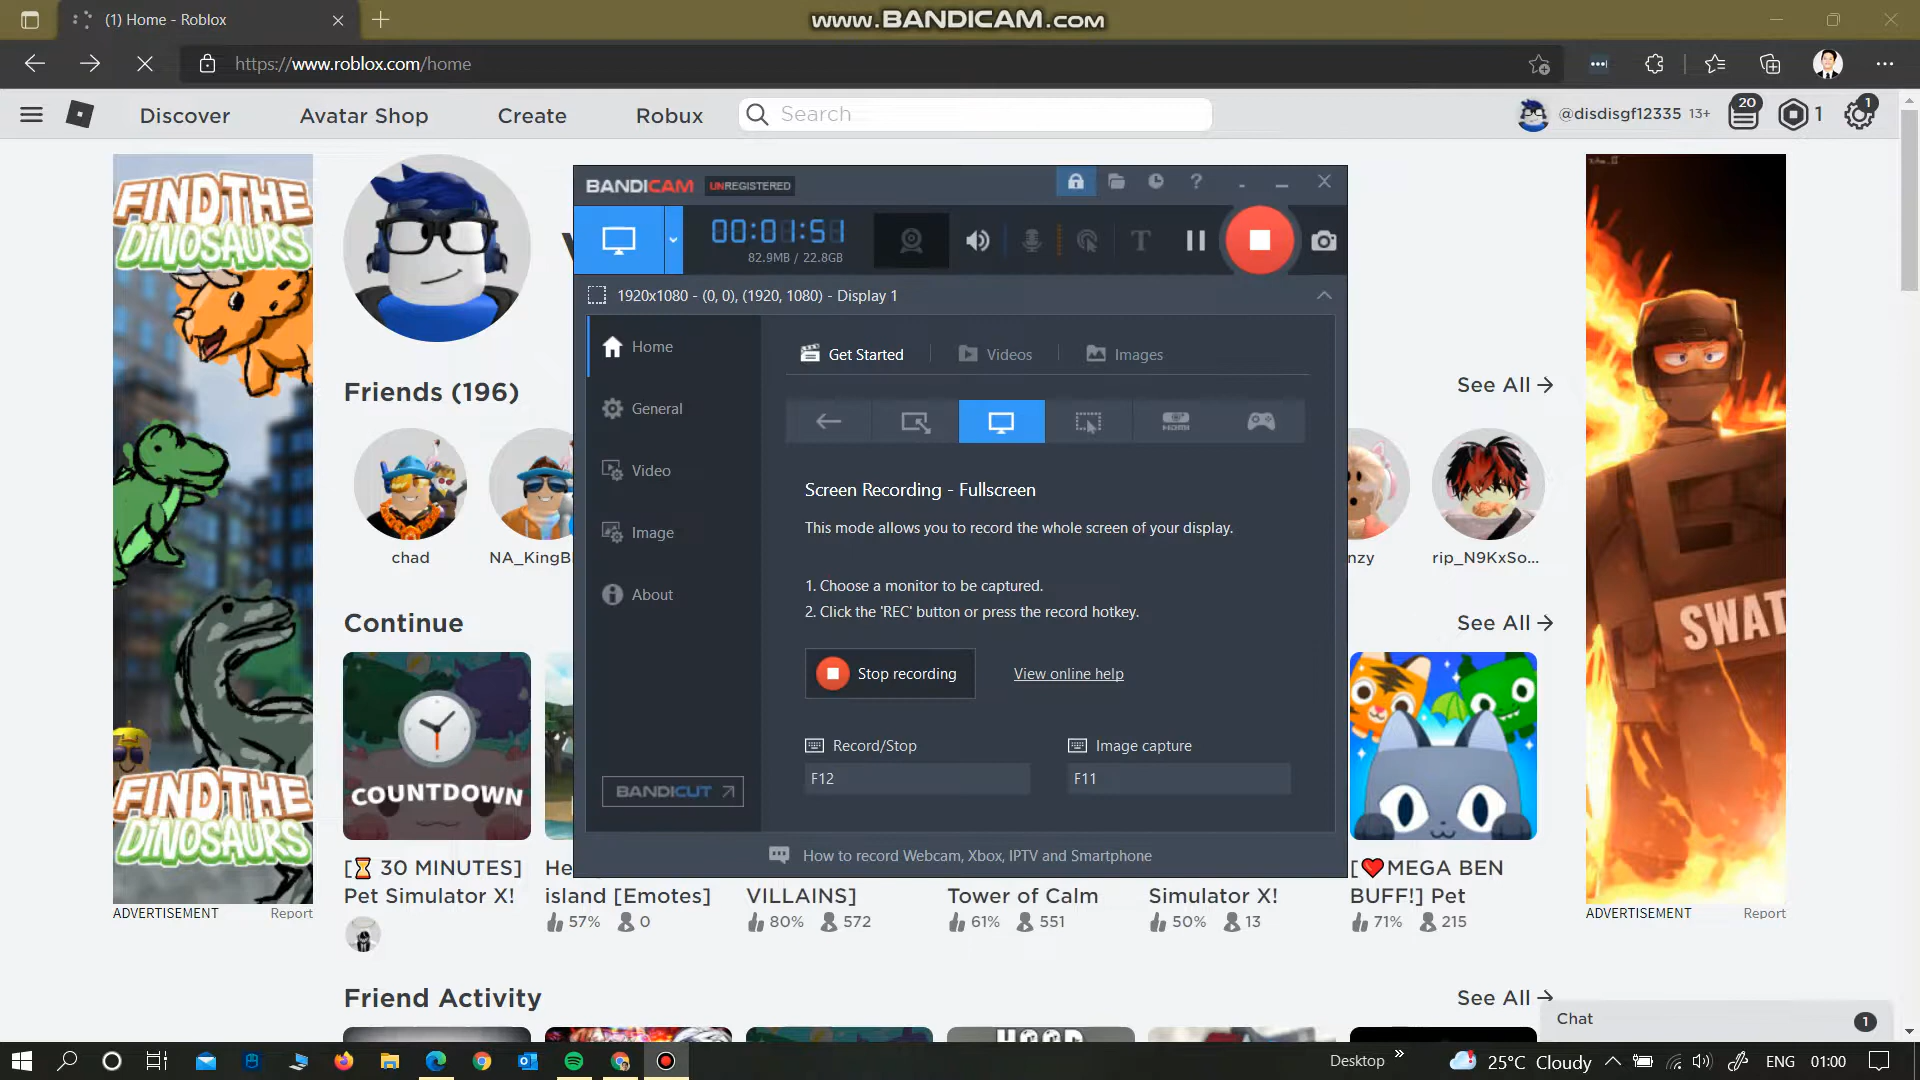 (1) Home - Roblox
www.BANDICAM.com
https://www.roblox.com/home
Discover
Avatar Shop
Create
Robux
Search
@disdisgf12335 13+
20
1
1
FIND THE
DINOSAURS
BANDICAM UNREGISTERED
00:01:51
82.9MB / 22.8GB
1920x1080 - (0, 0), (1920, 1080) - Display 1
Home
General
Video
Image
About
BANDICUT
Get Started
Videos
Images
HDMI
Screen Recording - Fullscreen
This mode allows you to record the whole screen of your display.
1. Choose a monitor to be captured.
2. Click the 'REC' button or press the record hotkey.
Stop recording
View online help
Record/Stop
F12
Image capture
F11
How to record Webcam, Xbox, IPTV and Smartphone
Friends (196)
See All
chad
NA_KingB
nzy
rip_N9KxSo...
Continue
See All
COUNTDOWN
[⏳ 30 MINUTES]
Pet Simulator X!
He
island [Emotes]
57% 0
VILLAINS]
80% 572
Tower of Calm
61% 551
Simulator X!
50% 13
[❤️MEGA BEN
BUFF!] Pet
71% 215
FIND THE
DINOSAURS
ADVERTISEMENT
Report
SWAT
ADVERTISEMENT
Report
Friend Activity
See All
HOOD
Chat
1
Desktop
25°C Cloudy
ENG
01:00